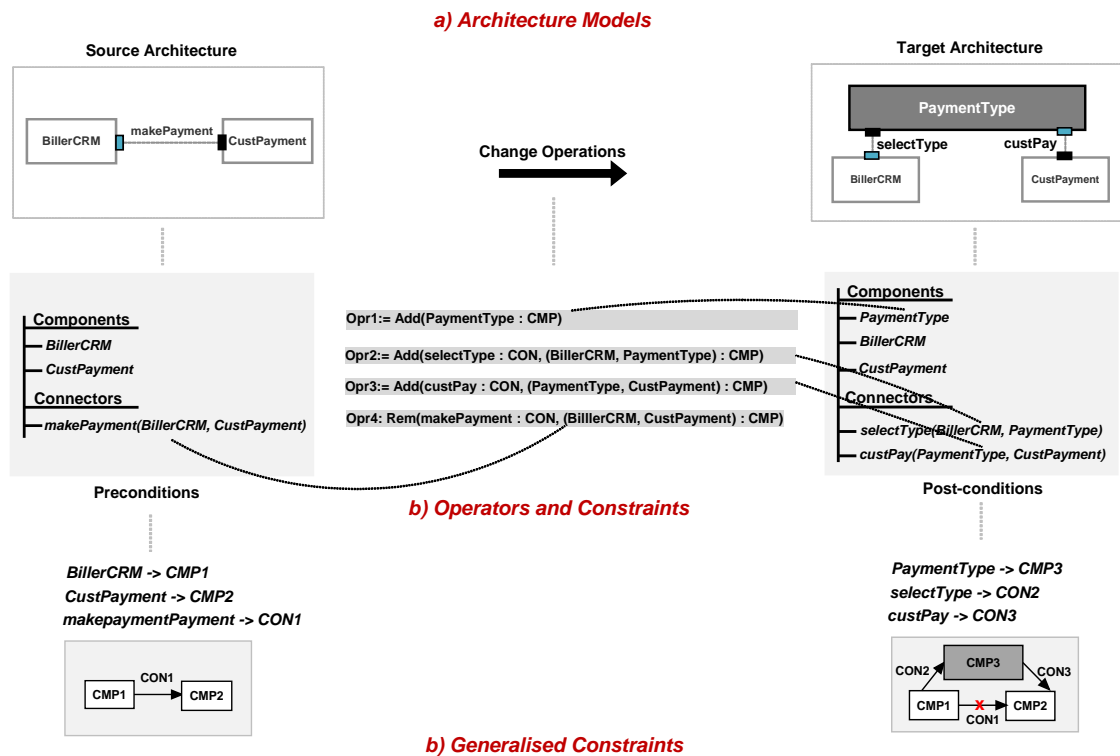 a) Architecture Models
Source Architecture
Target Architecture
BillerCRM
makePayment
CustPayment
Change Operations
PaymentType
selectType
custPay
BillerCRM
CustPayment
Components
BillerCRM
CustPayment
Connectors
makePayment(BillerCRM, CustPayment)
Opr1:= Add(PaymentType : CMP)
Opr2:= Add(selectType : CON, (BillerCRM, PaymentType) : CMP)
Opr3:= Add(custPay : CON, (PaymentType, CustPayment) : CMP)
Opr4: Rem(makePayment : CON, (BilllerCRM, CustPayment) : CMP)
Components
PaymentType
BillerCRM
CustPayment
Connectors
selectType(BillerCRM, PaymentType)
custPay(PaymentType, CustPayment)
Preconditions
Post-conditions
b) Operators and Constraints
BillerCRM -> CMP1
CustPayment -> CMP2
makepaymentPayment -> CON1
PaymentType -> CMP3
selectType -> CON2
custPay -> CON3
CMP1
CON1
CMP2
CON2
CMP3
CON3
CMP1
x
CMP2
CON1
b) Generalised Constraints